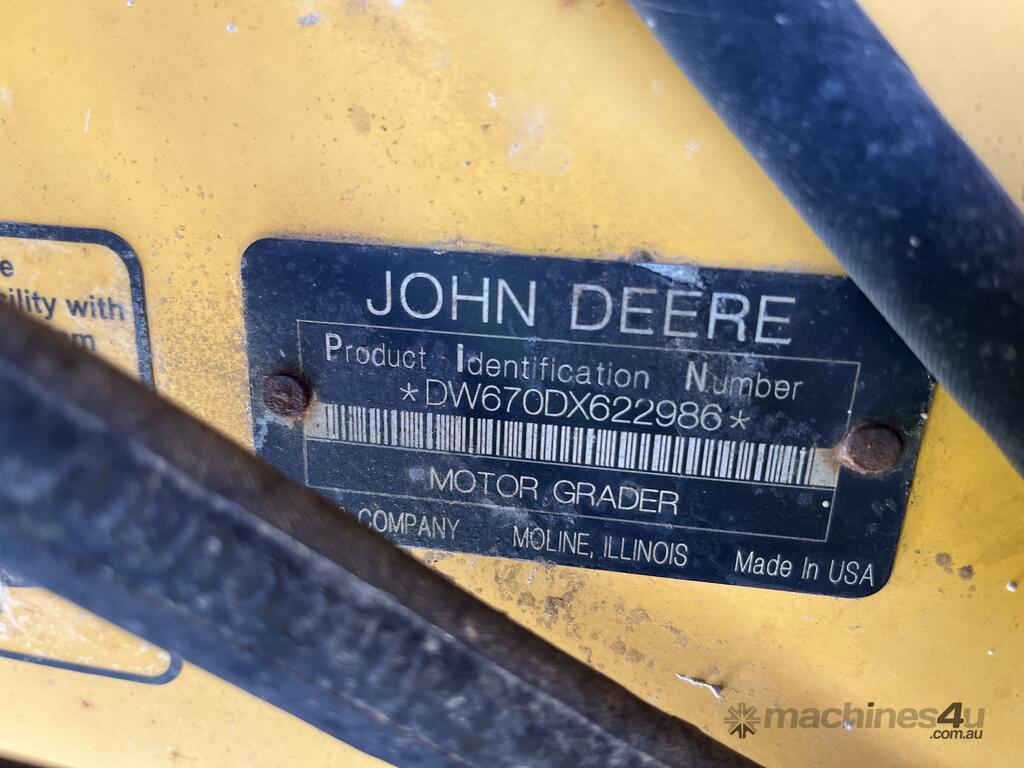 e
ility with
m
JOHN DEERE
Product Identification Number
*DW670DX622986*
MOTOR GRADER
COMPANY MOLINE, ILLINOIS Made In USA
machines4u
.com.au